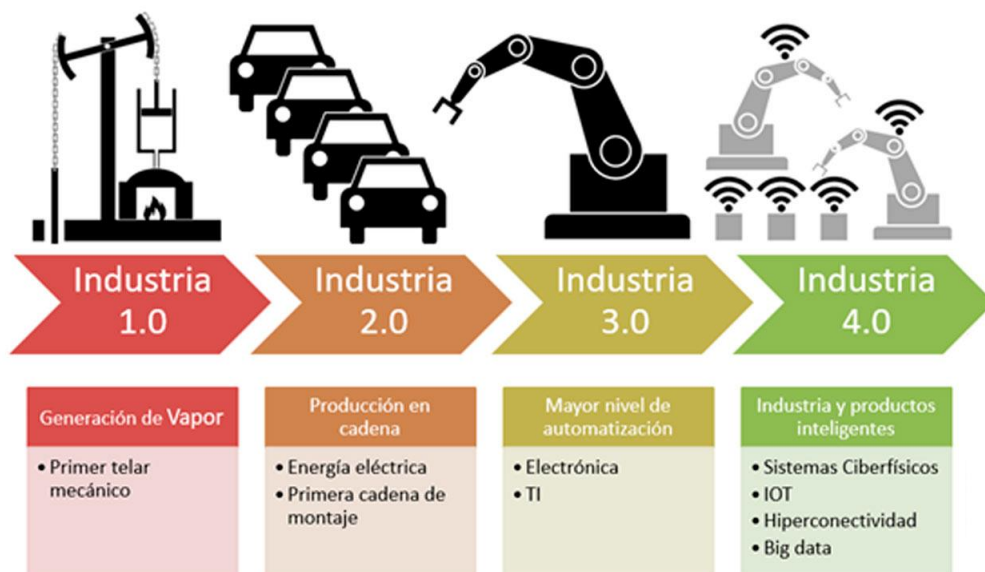 Industria
1.0
Industria
2.0
Industria
3.0
Industria
4.0
Generación de Vapor
• Primer telar
mecánico
Producción en
cadena
• Energía eléctrica
• Primera cadena de
montaje
Mayor nivel de
automatización
• Electrónica
• TI
Industria y productos
inteligentes
• Sistemas Ciberfísicos
• IOT
• Hiperconectividad
• Big data